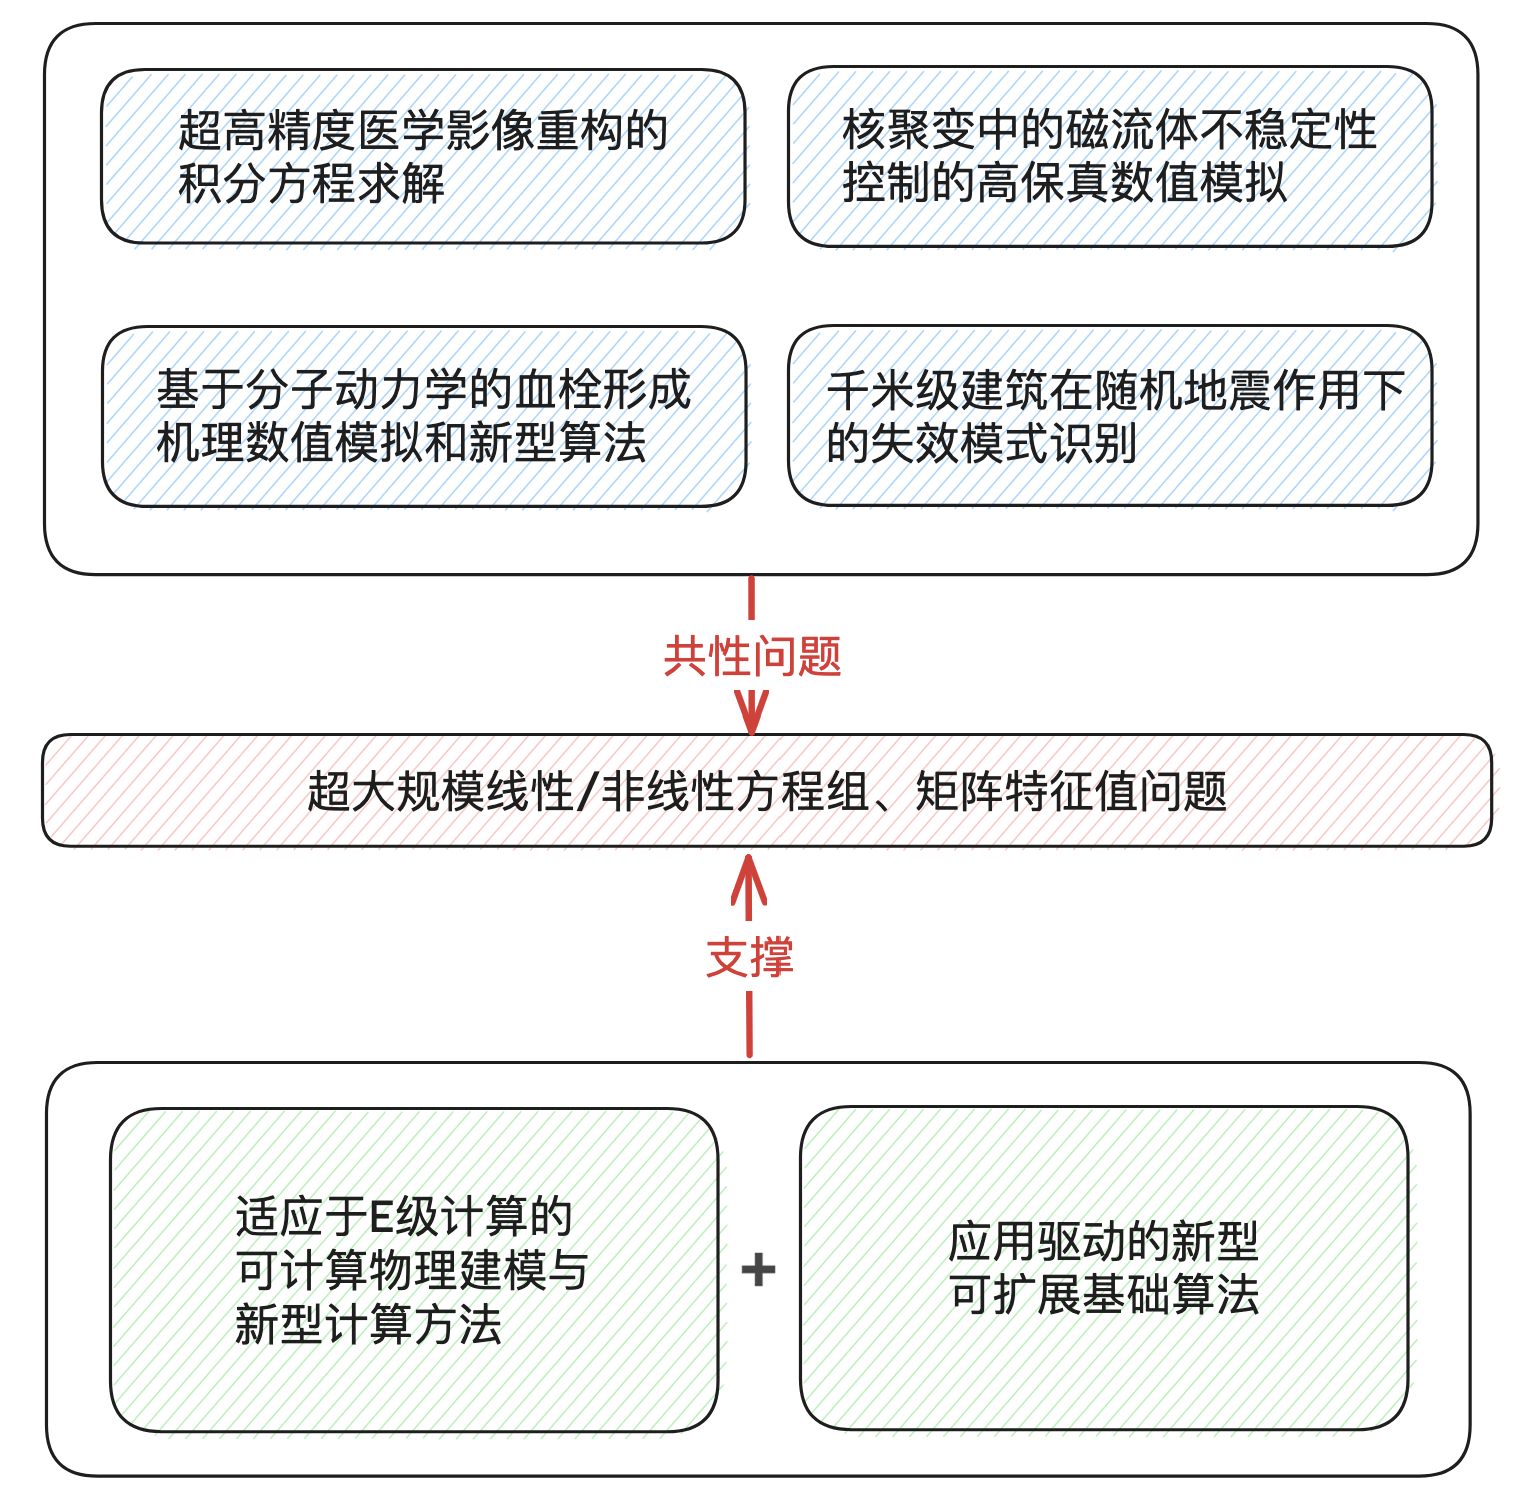 超高精度医学影像重构的
积分方程求解
核聚变中的磁流体不稳定性
控制的高保真数值模拟
基于分子动力学的血栓形成
机理数值模拟和新型算法
千米级建筑在随机地震作用下
的失效模式识别
共性问题
超大规模线性/非线性方程组、矩阵特征值问题
支撑
适应于E级计算的
可计算物理建模与
新型计算方法
+
应用驱动的新型
可扩展基础算法